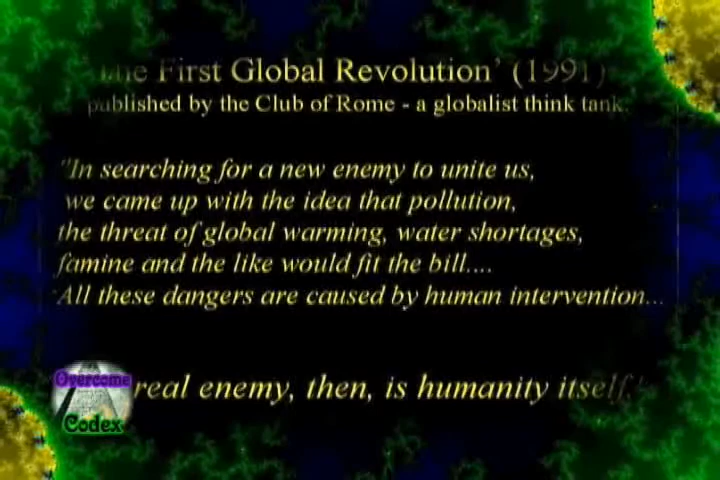 the First Global Revolution' (1991)
published by the Club of Rome - a globalist think tank.
"In searching for a new enemy to unite us,
we came up with the idea that pollution,
the threat of global warming, water shortages,
famine and the like would fit the bill....
All these dangers are caused by human intervention...
real enemy, then, is humanity itself."
Overcome
Codex